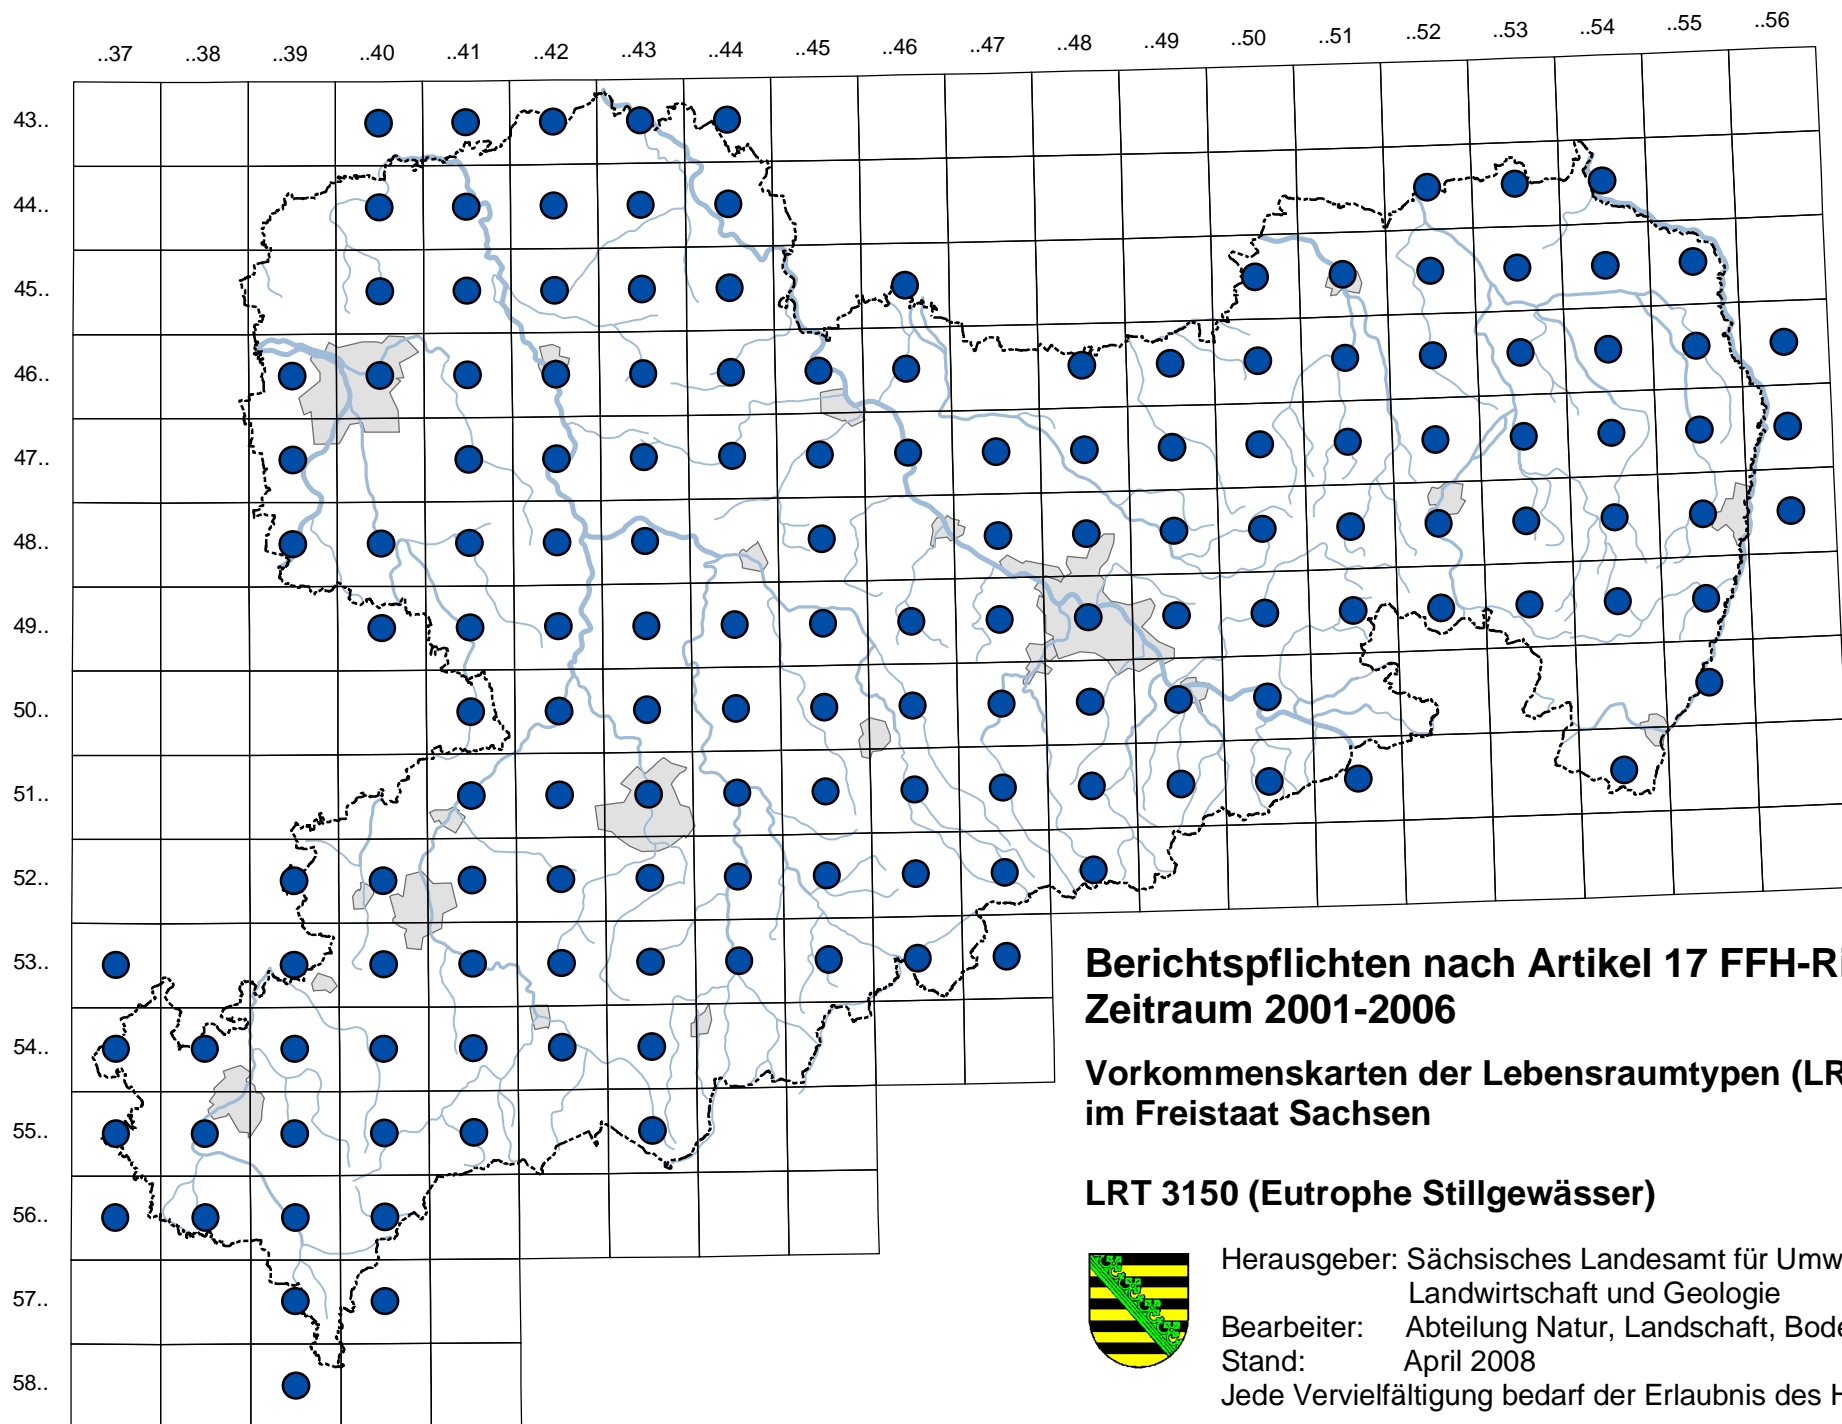 ..37 ..38 ..39 ..40 ..41 ..42 ..43 ..44 ..45 ..46 ..47 ..48 ..49 ..50 ..51 ..52 ..53 ..54 ..55 ..56
43..
44..
45..
46..
47..
48..
49..
50..
51..
52..
53..
54..
55..
56..
57..
58..
Berichtspflichten nach Artikel 17 FFH-Ri
Zeitraum 2001-2006
Vorkommenskarten der Lebensraumtypen (LR
im Freistaat Sachsen
LRT 3150 (Eutrophe Stillgewässer)
Herausgeber: Sächsisches Landesamt für Umw
Landwirtschaft und Geologie
Bearbeiter: Abteilung Natur, Landschaft, Bode
Stand: April 2008
Jede Vervielfältigung bedarf der Erlaubnis des H